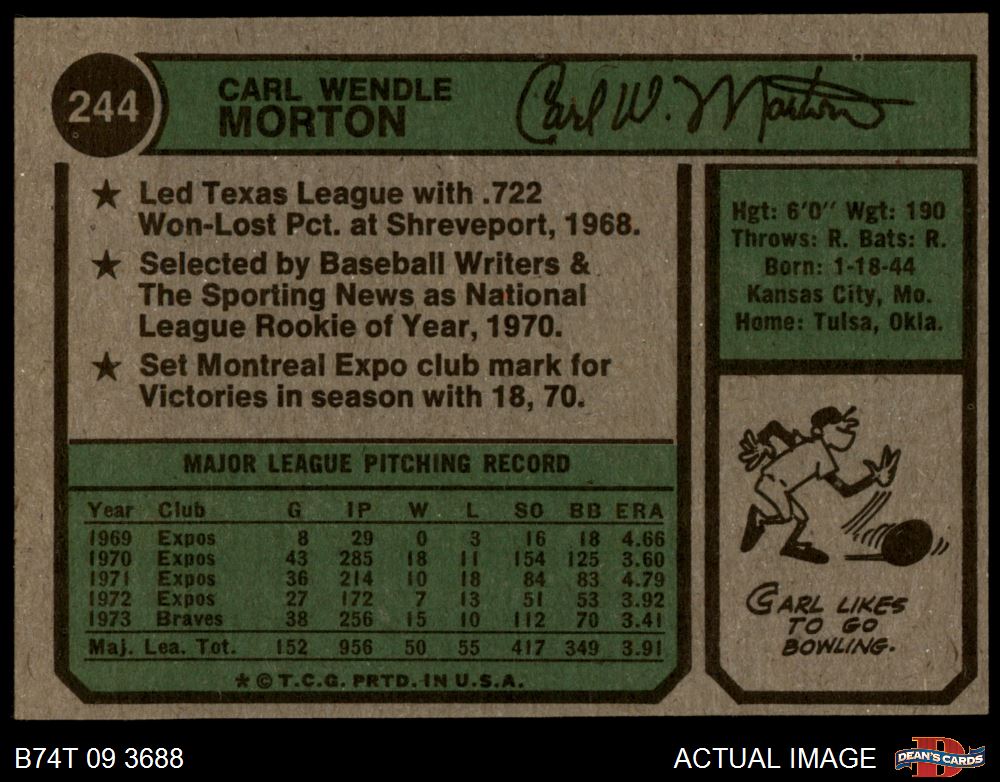 244
CARL WENDLE
MORTON
Carl W. Morton
★ Led Texas League with .722
Won-Lost Pct. at Shreveport, 1968.
★ Selected by Baseball Writers &
The Sporting News as National
League Rookie of Year, 1970.
★ Set Montreal Expo club mark for
Victories in season with 18, 70.
Hgt: 6'0" Wgt: 190
Throws: R. Bats: R.
Born: 1-18-44
Kansas City, Mo.
Home: Tulsa, Okla.
MAJOR LEAGUE PITCHING RECORD
Year Club G IP W L SO BB ERA
1969 Expos 8 29 0 3 16 18 4.66
1970 Expos 43 285 18 11 154 125 3.60
1971 Expos 36 214 10 18 84 83 4.79
1972 Expos 27 172 7 13 51 53 3.92
1973 Braves 38 256 15 10 112 70 3.41
Maj. Lea. Tot. 152 956 50 55 417 349 3.91
★ © T.C.G. PRTD. IN U.S.A.
CARL LIKES
TO GO
BOWLING.
B74T 09 3688
ACTUAL IMAGE
D
DEAN'S CARDS